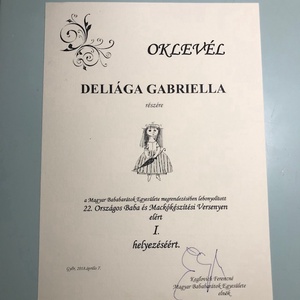 OKLEVÉL
DELIÁGA GABRIELLA
részére
a Magyar Bababarátok Egyesülete megrendezésében lebonyolított
22. Országos Baba és Mackókészítési Versenyen
elért
I.
helyezéséért.
Győr,
Ferencné
Magyar Bababarátok Egyesülete
elnök